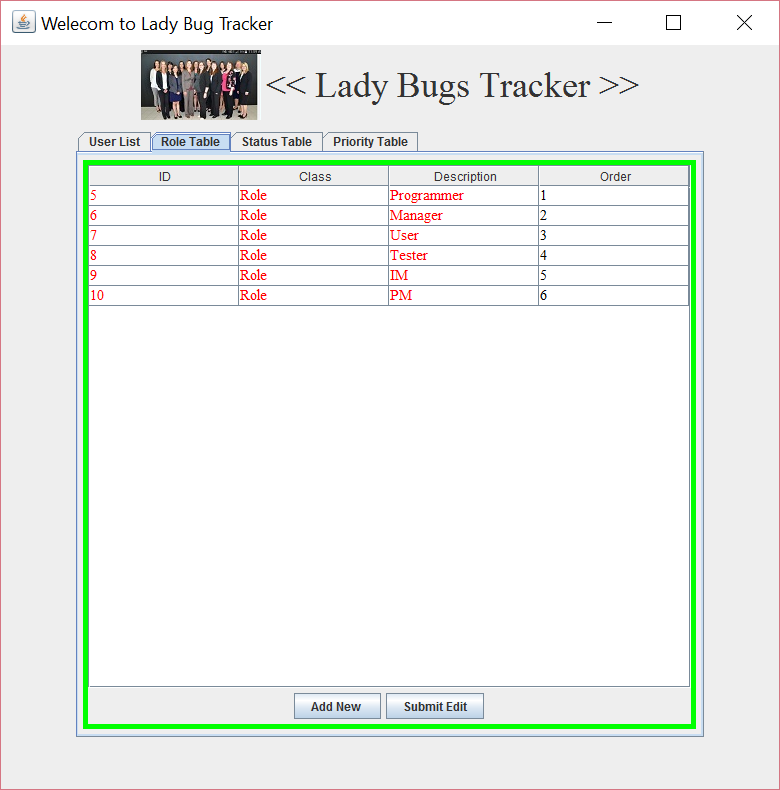 Welecom to Lady Bug Tracker
<< Lady Bugs Tracker >>
User List Role Table Status Table Priority Table
ID Class Description Order
5 Role Programmer 1
6 Role Manager 2
7 Role User 3
8 Role Tester 4
9 Role IM 5
10 Role PM 6
Add New Submit Edit